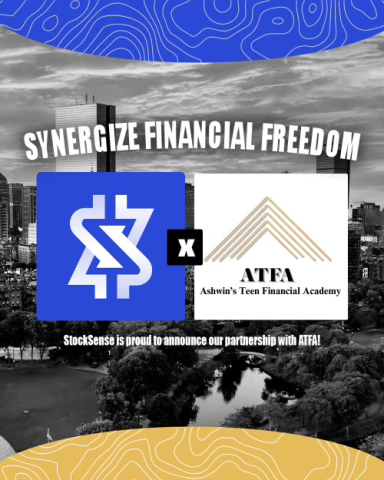 SYNERGIZE FINANCIAL FREEDOM
X
ATFA
Ashwin's Teen Financial Academy
StockSense is proud to announce our partnership with ATFA!